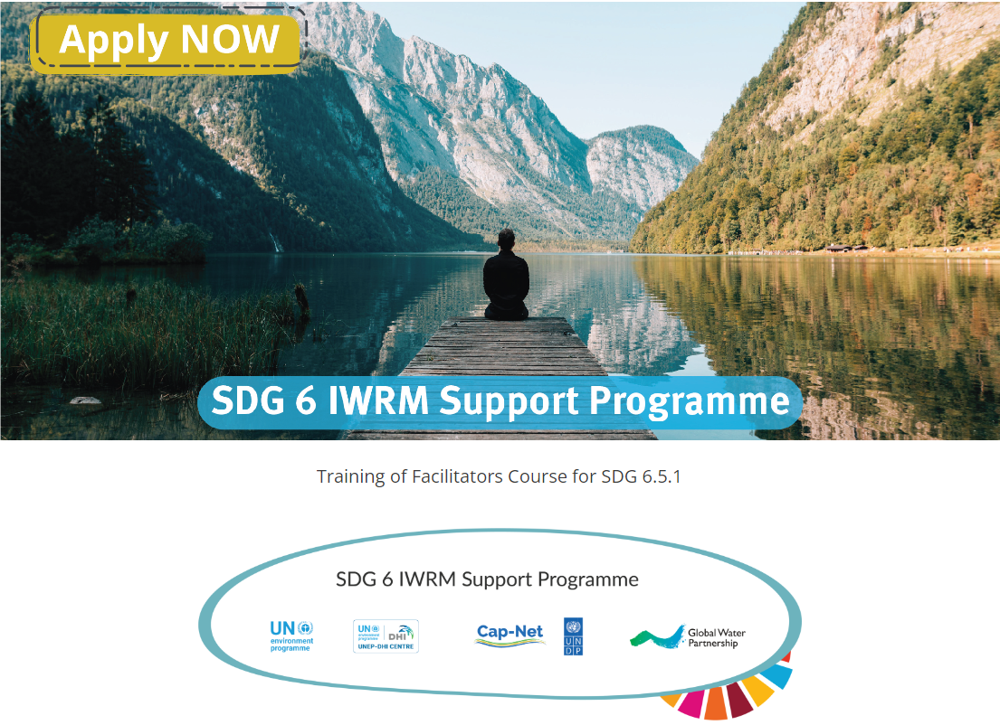 Apply NOW
SDG 6 IWRM Support Programme
Training of Facilitators Course for SDG 6.5.1
SDG 6 IWRM Support Programme
UN
environment
programme
UN
environment
programme
DHI
UNEP-DHI CENTRE
Cap-Net
U N
D P
Global Water
Partnership